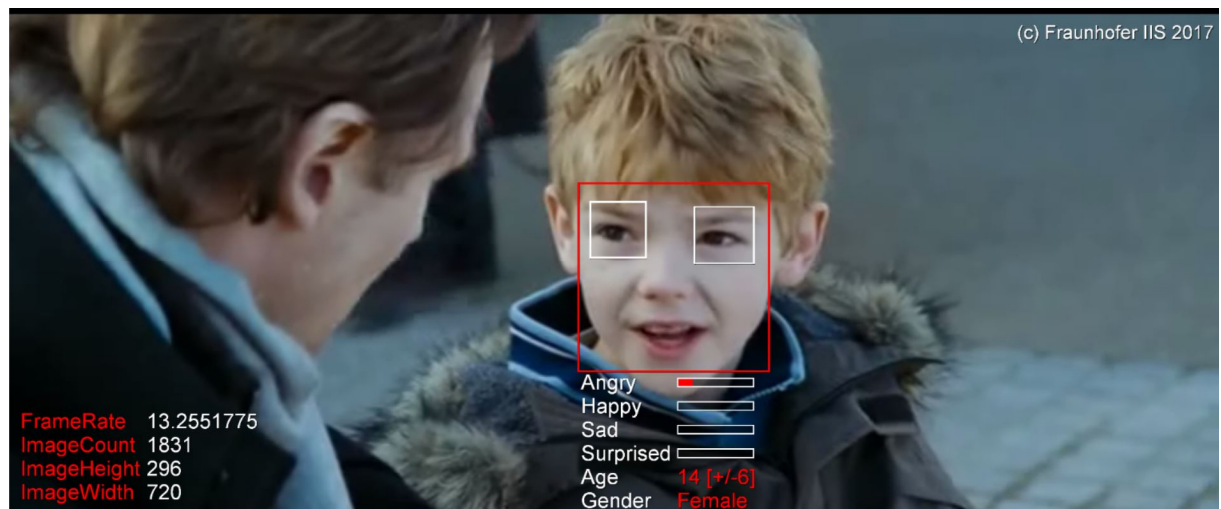 (c) Fraunhofer IIS 2017
Angry
Happy
Sad
Surprised
Age 14 [+/-6]
Gender Female
FrameRate 13.2551775
ImageCount 1831
ImageHeight 296
ImageWidth 720